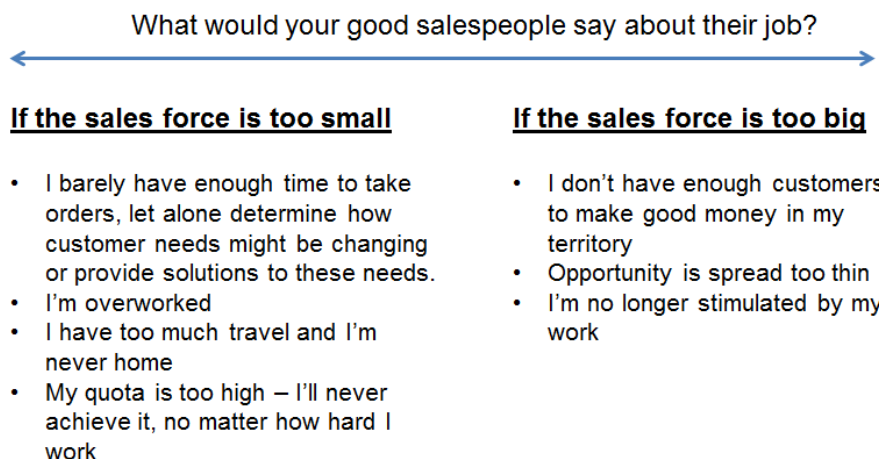 What would your good salespeople say about their job?
If the sales force is too small
• I barely have enough time to take
orders, let alone determine how
customer needs might be changing
or provide solutions to these needs.
• I'm overworked
• I have too much travel and I'm
never home
• My quota is too high – I'll never
achieve it, no matter how hard I
work
If the sales force is too big
• I don't have enough customers
to make good money in my
territory
• Opportunity is spread too thin
• I'm no longer stimulated by my
work